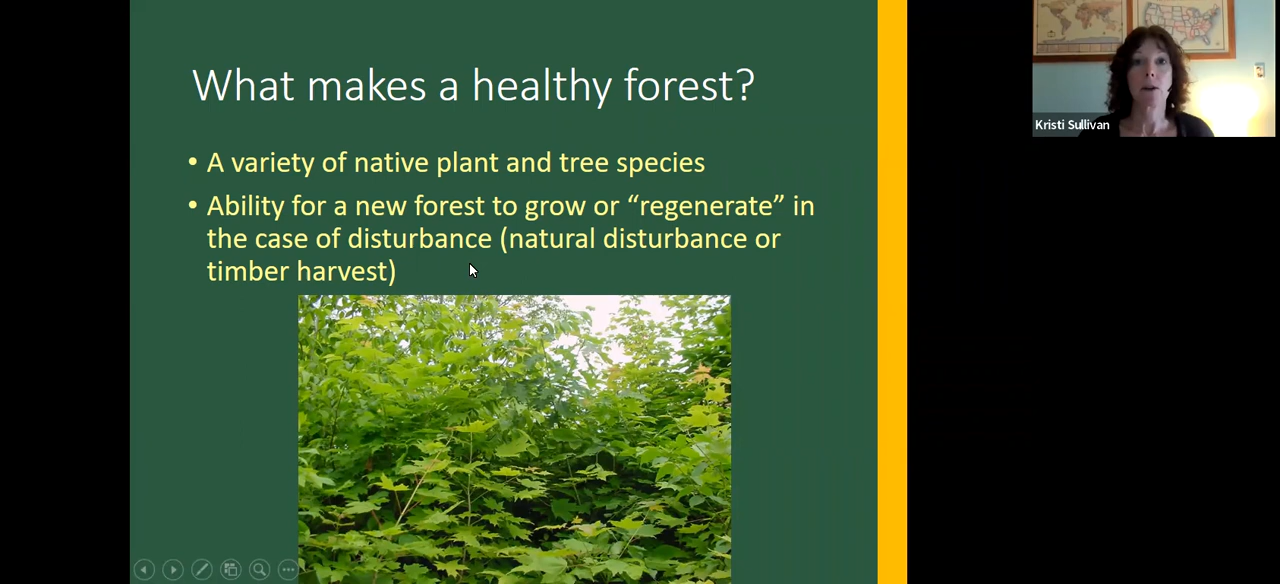 What makes a healthy forest?
• A variety of native plant and tree species
• Ability for a new forest to grow or “regenerate” in
the case of disturbance (natural disturbance or
timber harvest)
Kristi Sullivan